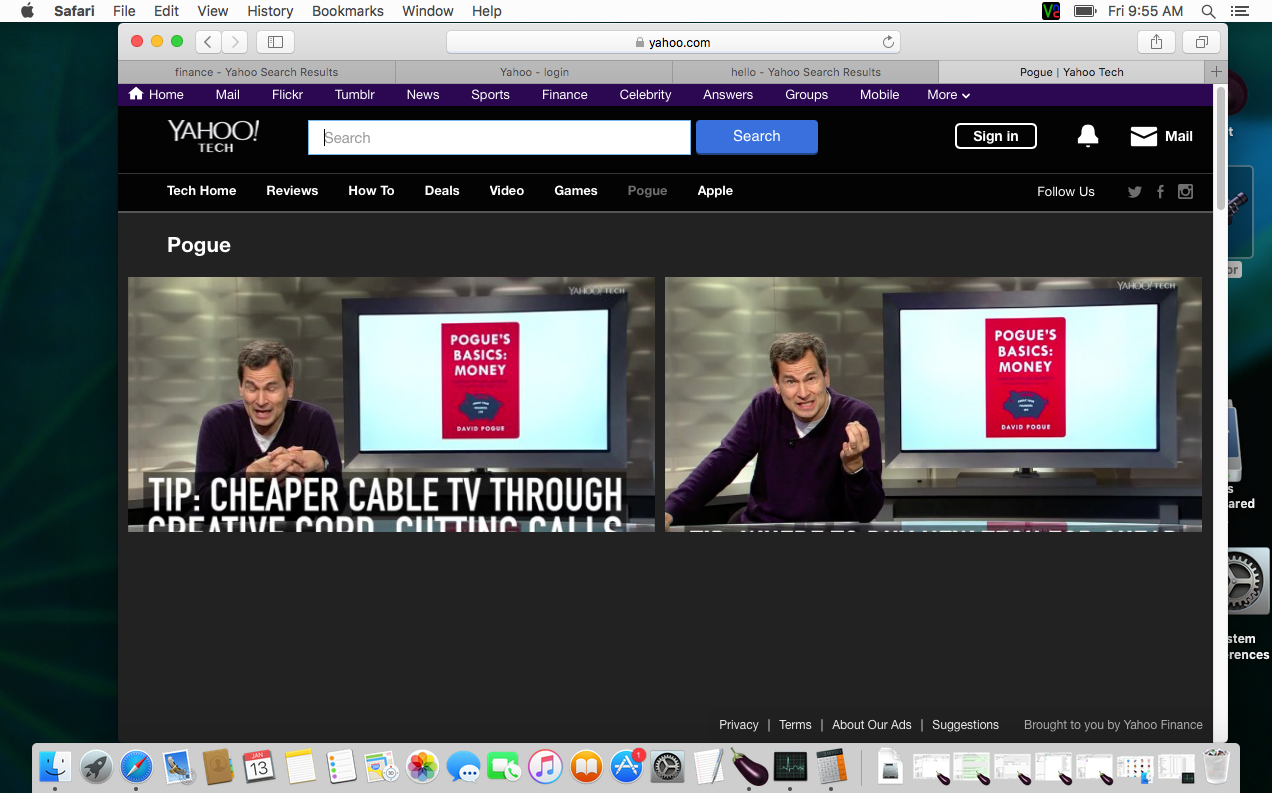 Safari File Edit View History Bookmarks Window Help
Fri 9:55 AM
yahoo.com
finance - Yahoo Search Results
Yahoo - login
hello - Yahoo Search Results
Pogue | Yahoo Tech
Home Mail Flickr Tumblr News Sports Finance Celebrity Answers Groups Mobile More
YAHOO!
TECH
Search
Search
Sign in
Mail
Tech Home Reviews How To Deals Video Games Pogue Apple
Follow Us
Pogue
YAHOO! TECH
POGUE'S
BASICS:
MONEY
DAVID POGUE
TIP: CHEAPER CABLE TV THROUGH
CREATIVE CORD-CUTTING CALLS
YAHOO! TECH
POGUE'S
BASICS:
MONEY
DAVID POGUE
Privacy | Terms | About Our Ads | Suggestions
Brought to you by Yahoo Finance
JAN
13
1